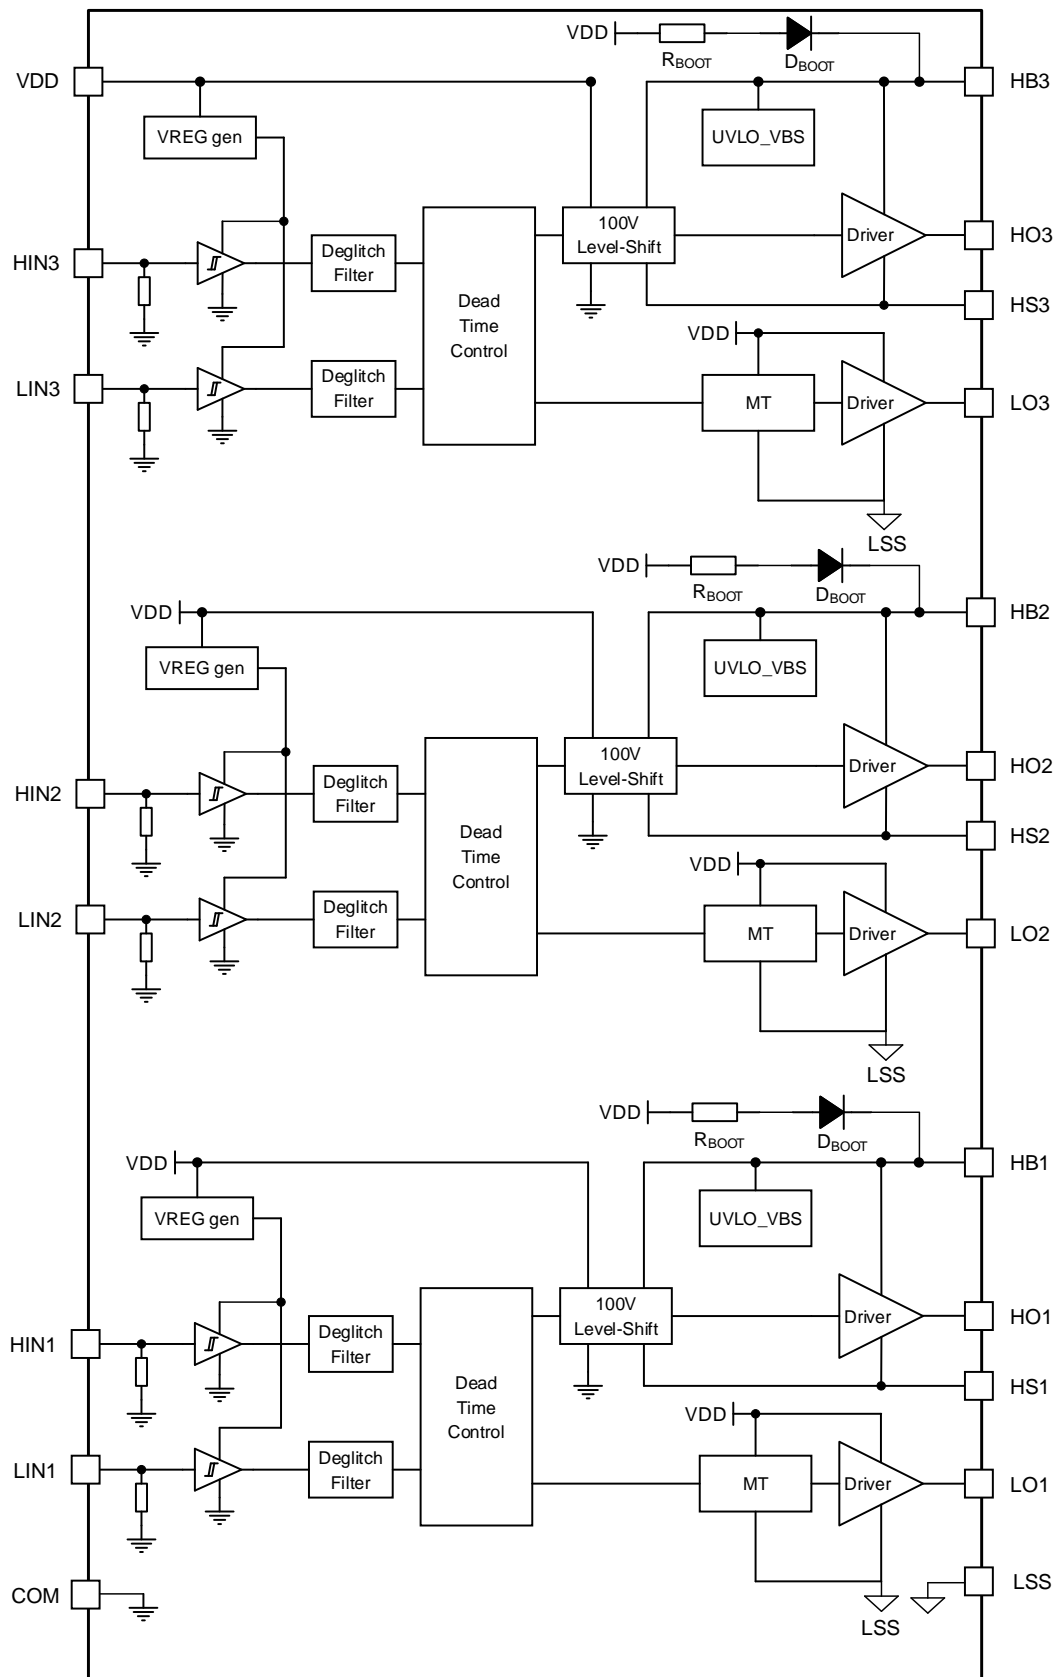 VDD
R_BOOT
D_BOOT
VDD
HB3
VREG gen
UVLO_VBS
100V
Level-Shift
Driver
HO3
HIN3
Deglitch
Filter
Dead
Time
Control
HS3
VDD
LIN3
Deglitch
Filter
MT
Driver
LO3
LSS
VDD
R_BOOT
D_BOOT
VDD
HB2
VREG gen
UVLO_VBS
100V
Level-Shift
Driver
HO2
HIN2
Deglitch
Filter
Dead
Time
Control
HS2
VDD
LIN2
Deglitch
Filter
MT
Driver
LO2
LSS
VDD
R_BOOT
D_BOOT
VDD
HB1
VREG gen
UVLO_VBS
100V
Level-Shift
Driver
HO1
HIN1
Deglitch
Filter
Dead
Time
Control
HS1
VDD
LIN1
Deglitch
Filter
MT
Driver
LO1
COM
LSS
LSS